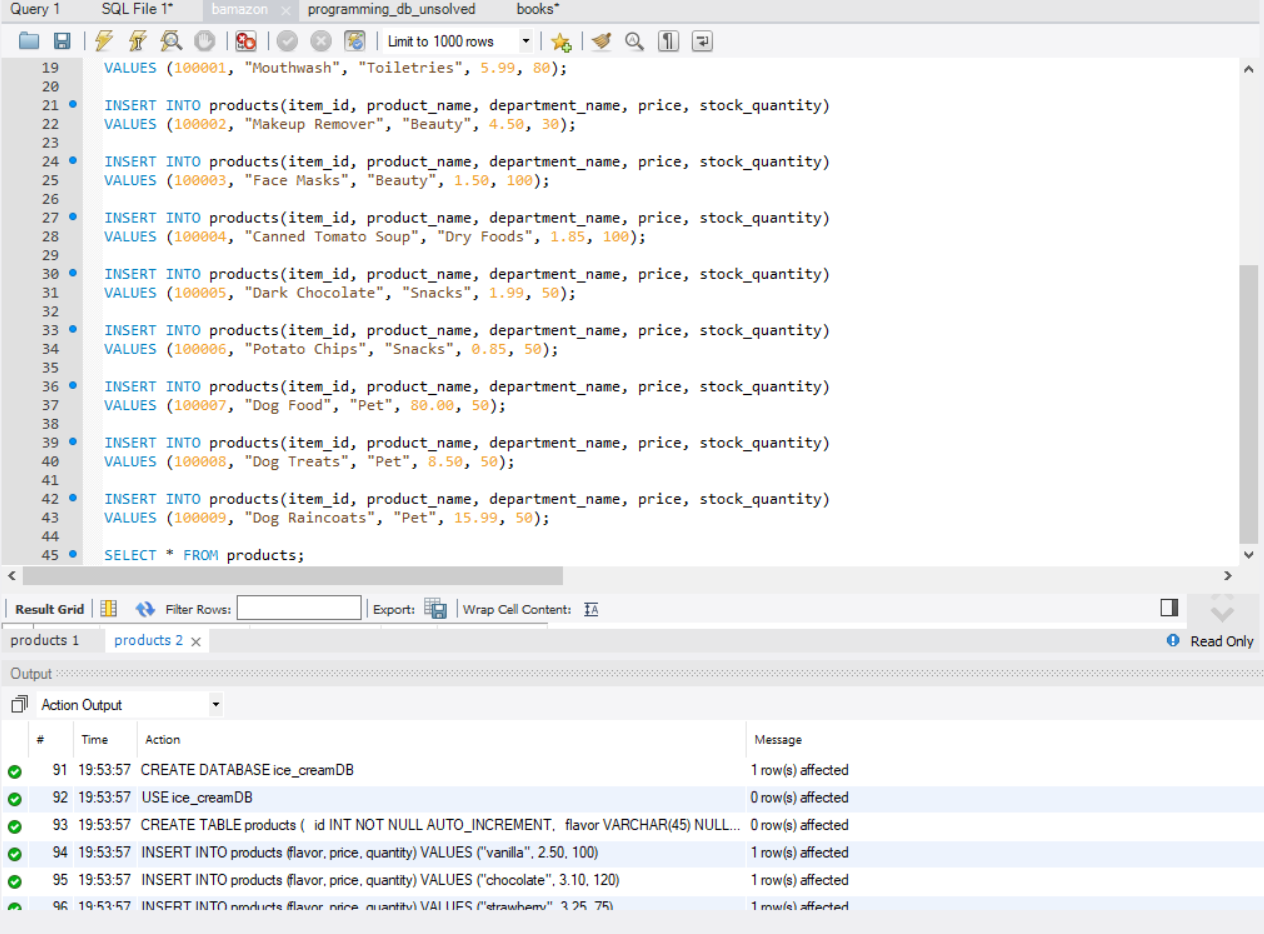 Query 1 SQL File 1* bamazon programming_db_unsolved books*
Limit to 1000 rows
19 VALUES (100001, "Mouthwash", "Toiletries", 5.99, 80);
20
21 INSERT INTO products(item_id, product_name, department_name, price, stock_quantity)
22 VALUES (100002, "Makeup Remover", "Beauty", 4.50, 30);
23
24 INSERT INTO products(item_id, product_name, department_name, price, stock_quantity)
25 VALUES (100003, "Face Masks", "Beauty", 1.50, 100);
26
27 INSERT INTO products(item_id, product_name, department_name, price, stock_quantity)
28 VALUES (100004, "Canned Tomato Soup", "Dry Foods", 1.85, 100);
29
30 INSERT INTO products(item_id, product_name, department_name, price, stock_quantity)
31 VALUES (100005, "Dark Chocolate", "Snacks", 1.99, 50);
32
33 INSERT INTO products(item_id, product_name, department_name, price, stock_quantity)
34 VALUES (100006, "Potato Chips", "Snacks", 0.85, 50);
35
36 INSERT INTO products(item_id, product_name, department_name, price, stock_quantity)
37 VALUES (100007, "Dog Food", "Pet", 80.00, 50);
38
39 INSERT INTO products(item_id, product_name, department_name, price, stock_quantity)
40 VALUES (100008, "Dog Treats", "Pet", 8.50, 50);
41
42 INSERT INTO products(item_id, product_name, department_name, price, stock_quantity)
43 VALUES (100009, "Dog Raincoats", "Pet", 15.99, 50);
44
45 SELECT * FROM products;
Result Grid Filter Rows: Export: Wrap Cell Content:
products 1 products 2 Read Only
Output
Action Output
# Time Action Message
91 19:53:57 CREATE DATABASE ice_creamDB 1 row(s) affected
92 19:53:57 USE ice_creamDB 0 row(s) affected
93 19:53:57 CREATE TABLE products ( id INT NOT NULL AUTO_INCREMENT, flavor VARCHAR(45) NULL... 0 row(s) affected
94 19:53:57 INSERT INTO products (flavor, price, quantity) VALUES ("vanilla", 2.50, 100) 1 row(s) affected
95 19:53:57 INSERT INTO products (flavor, price, quantity) VALUES ("chocolate", 3.10, 120) 1 row(s) affected
96 19:53:57 INSERT INTO products (flavor, price, quantity) VALUES ("strawberry", 3.25, 75) 1 row(s) affected